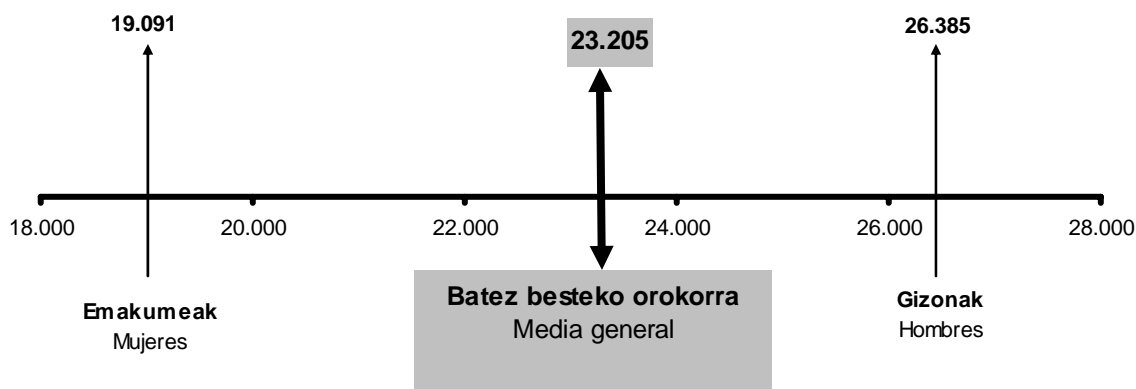 19.091
23.205
26.385
18.000
20.000
22.000
24.000
26.000
28.000
Emakumeak
Mujeres
Batez besteko orokorra
Media general
Gizonak
Hombres